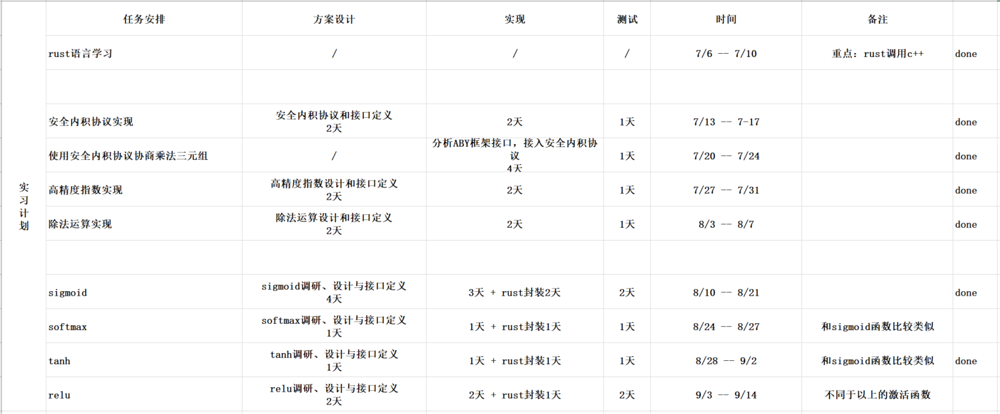 任务安排 方案设计 实现 测试 时间 备注
rust语言学习 / / / 7/6 -- 7/10 重点：rust调用c++ done
安全内积协议实现 安全内积协议和接口定义
2天 2天 1天 7/13 -- 7-17 done
使用安全内积协议协商乘法三元组 / 分析ABY框架接口，接入安全内积协
议
4天 1天 7/20 -- 7/24 done
高精度指数实现 高精度指数设计和接口定义
2天 2天 1天 7/27 -- 7/31 done
除法运算实现 除法运算设计和接口定义
2天 2天 1天 8/3 -- 8/7 done
实
习
计
划
sigmoid sigmoid调研、设计与接口定义
4天 3天 + rust封装2天 2天 8/10 -- 8/21 done
softmax softmax调研、设计与接口定义
1天 1天 + rust封装1天 1天 8/24 -- 8/27 和sigmoid函数比较类似
tanh tanh调研、设计与接口定义
1天 1天 + rust封装1天 1天 8/28 -- 9/2 和sigmoid函数比较类似 done
relu relu调研、设计与接口定义
2天 2天 + rust封装1天 2天 9/3 -- 9/14 不同于以上的激活函数